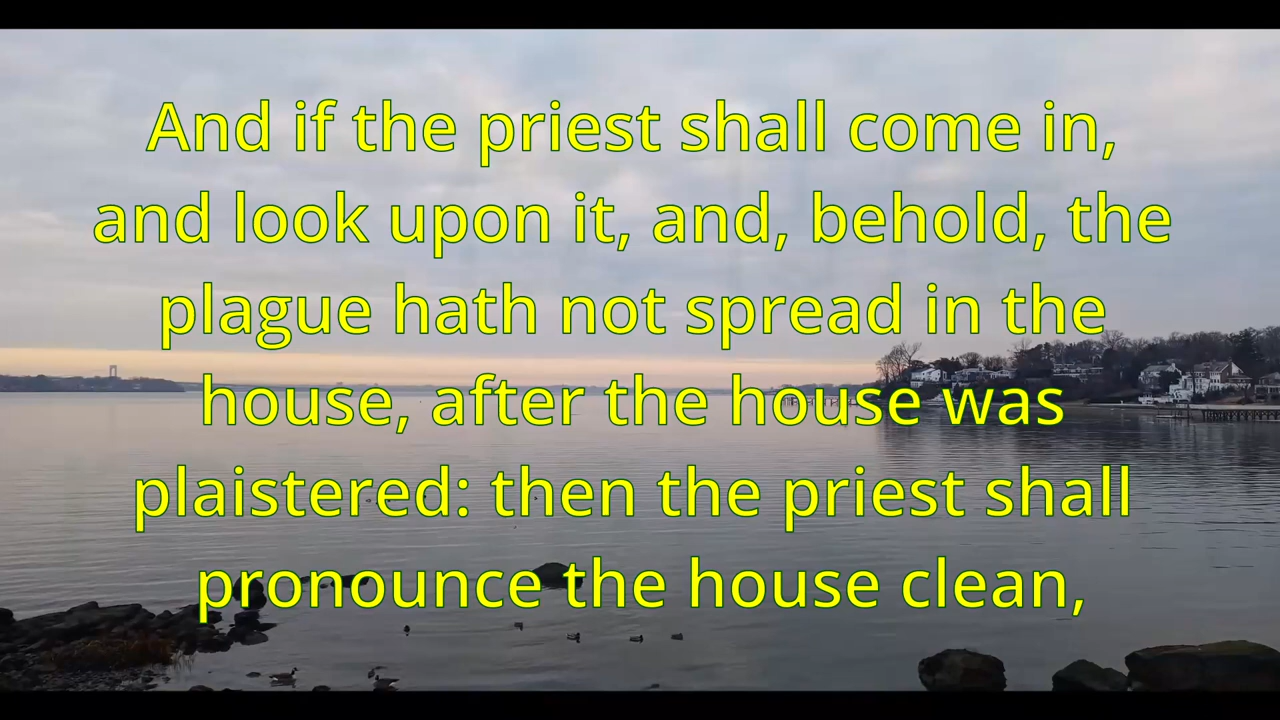 And if the priest shall come in,
and look upon it, and, behold, the
plague hath not spread in the
house, after the house was
plaistered: then the priest shall
pronounce the house clean,